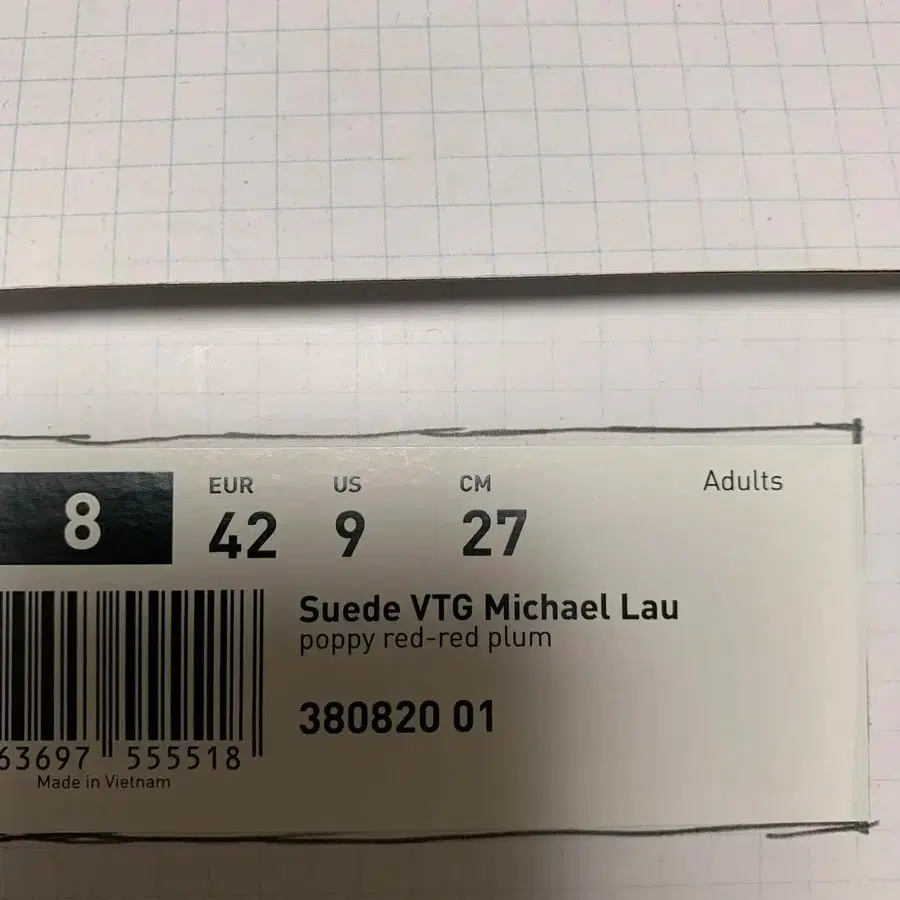 8 EUR 42 US 9 CM 27 Adults
Suede VTG Michael Lau
poppy red-red plum
380820 01
63697 555518
Made in Vietnam